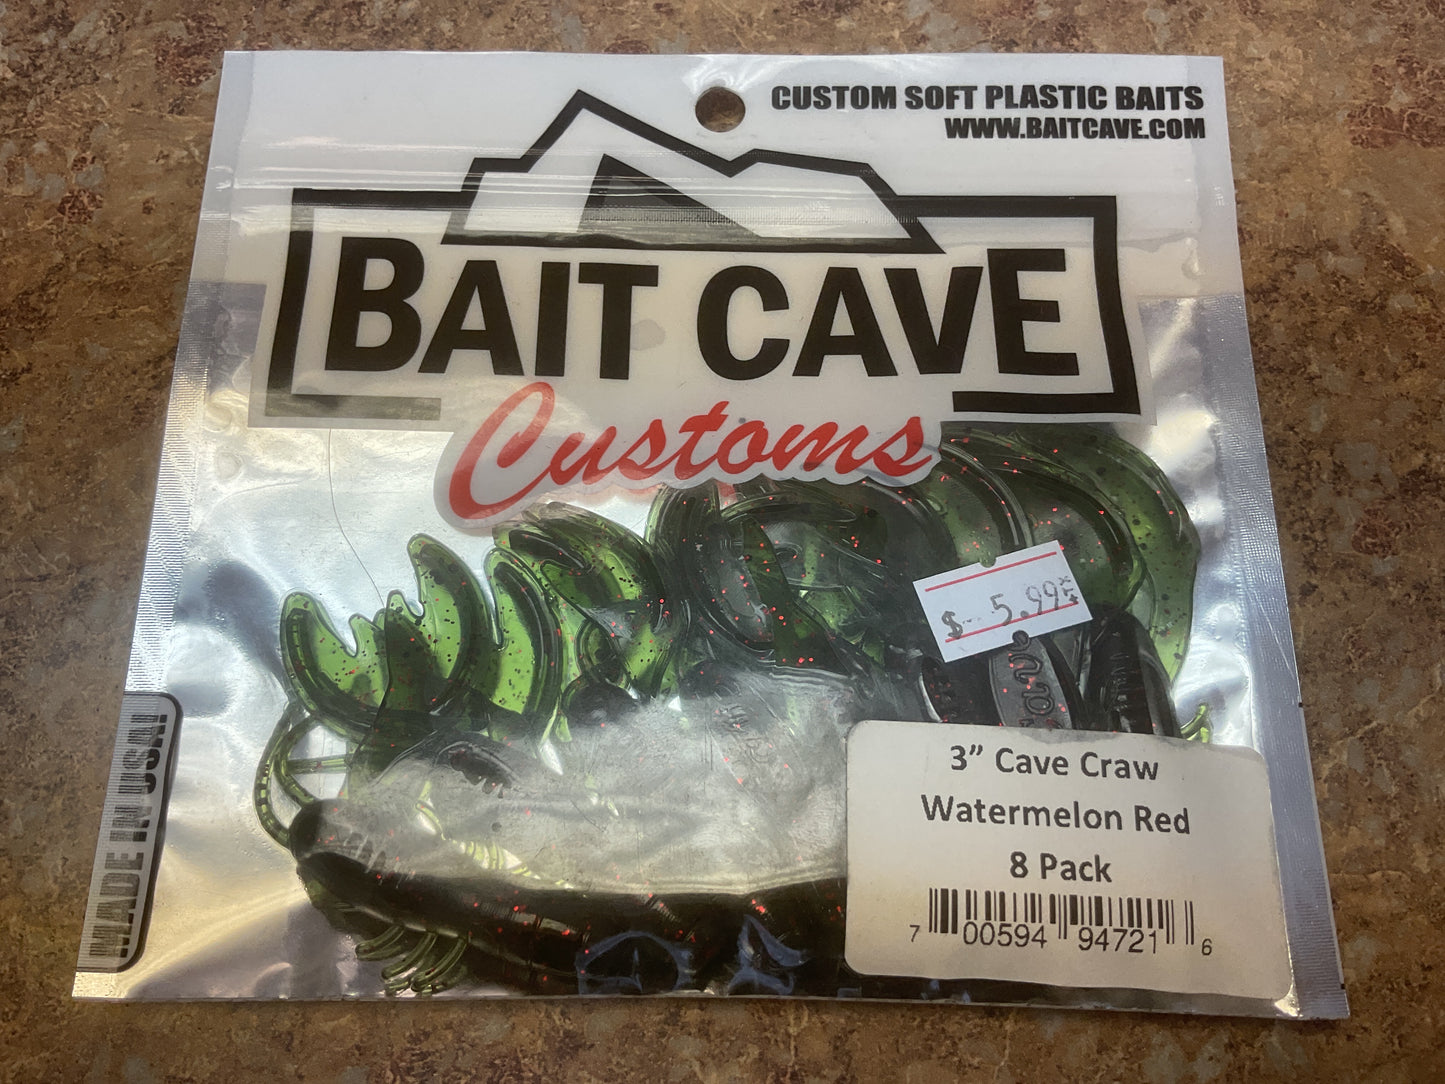 CUSTOM SOFT PLASTIC BAITS
WWW.BAITCAVE.COM
BAIT CAVE
Customs
$ 5.99
MADE IN USA!
3” Cave Craw
Watermelon Red
8 Pack
7 00594 94721 6